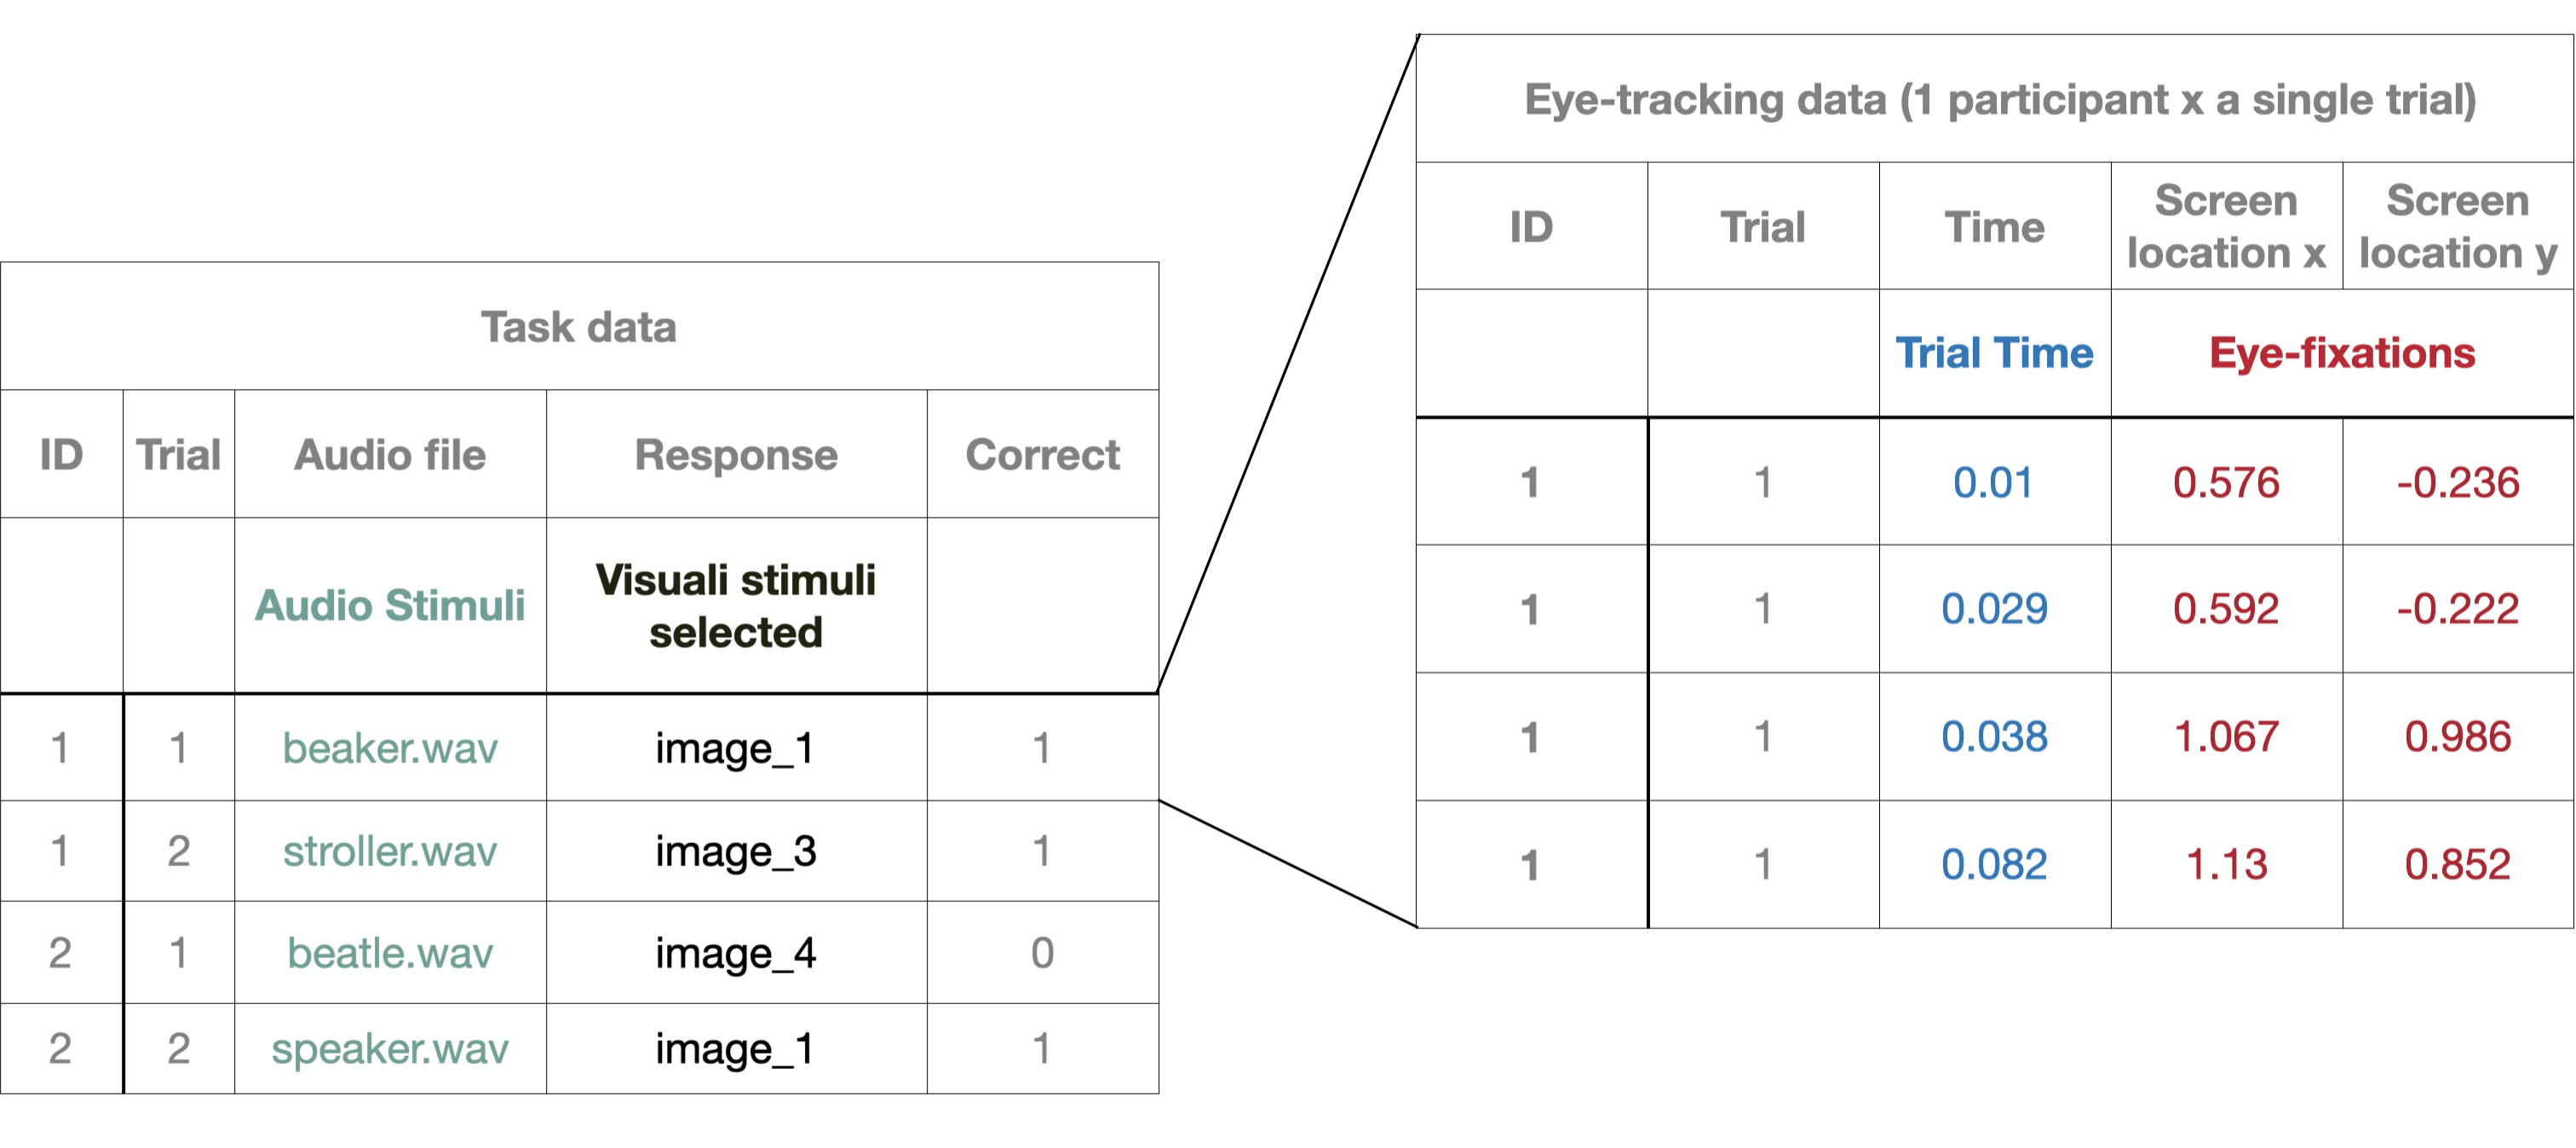 Task data
ID Trial Audio file Response Correct
Audio Stimuli Visuali stimuli
selected
1 1 beaker.wav image_1 1
1 2 stroller.wav image_3 1
2 1 beatle.wav image_4 0
2 2 speaker.wav image_1 1
Eye-tracking data (1 participant x a single trial)
ID Trial Time Screen location x Screen location y
Trial Time Eye-fixations
1 1 0.01 0.576 -0.236
1 1 0.029 0.592 -0.222
1 1 0.038 1.067 0.986
1 1 0.082 1.13 0.852